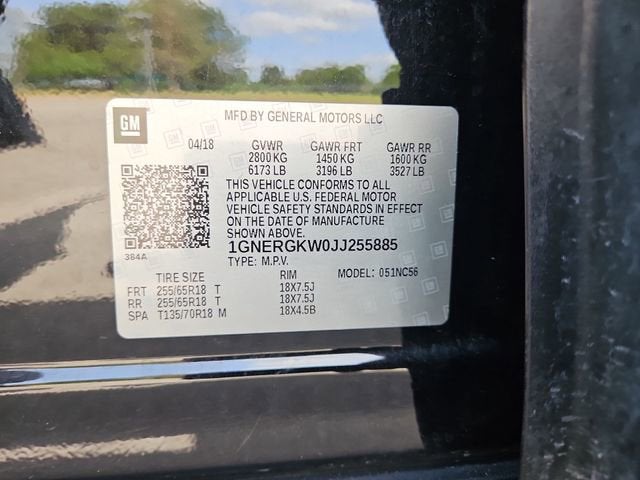 GM
MFD BY GENERAL MOTORS LLC
04/18 GVWR GAWR FRT GAWR RR
2800 KG 1450 KG 1600 KG
6173 LB 3196 LB 3527 LB
THIS VEHICLE CONFORMS TO ALL
APPLICABLE U.S. FEDERAL MOTOR
VEHICLE SAFETY STANDARDS IN EFFECT
ON THE DATE OF MANUFACTURE
SHOWN ABOVE.
384A
1GNERGKW0JJ255885
TYPE: M.P.V. MODEL: 051NC56
TIRE SIZE RIM
FRT 255/65R18 T 18X7.5J
RR 255/65R18 T 18X7.5J
SPA T135/70R18 M 18X4.5B